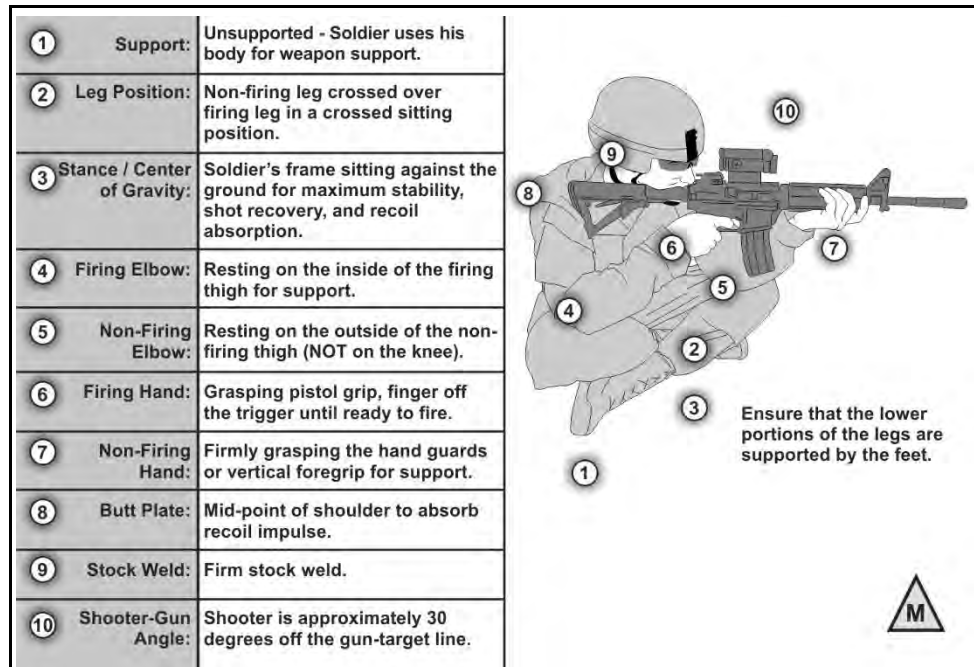 1 Support: Unsupported - Soldier uses his
body for weapon support.
2 Leg Position: Non-firing leg crossed over
firing leg in a crossed sitting
position.
3 Stance / Center
of Gravity:
Soldier's frame sitting against the
ground for maximum stability,
shot recovery, and recoil
absorption.
4 Firing Elbow: Resting on the inside of the firing
thigh for support.
5 Non-Firing
Elbow:
Resting on the outside of the non-
firing thigh (NOT on the knee).
6 Firing Hand: Grasping pistol grip, finger off
the trigger until ready to fire.
7 Non-Firing
Hand:
Firmly grasping the hand guards
or vertical foregrip for support.
8 Butt Plate: Mid-point of shoulder to absorb
recoil impulse.
9 Stock Weld: Firm stock weld.
10 Shooter-Gun
Angle:
Shooter is approximately 30
degrees off the gun-target line.
10
9
8
7
6
5
4
2
3
1
Ensure that the lower
portions of the legs are
supported by the feet.
M